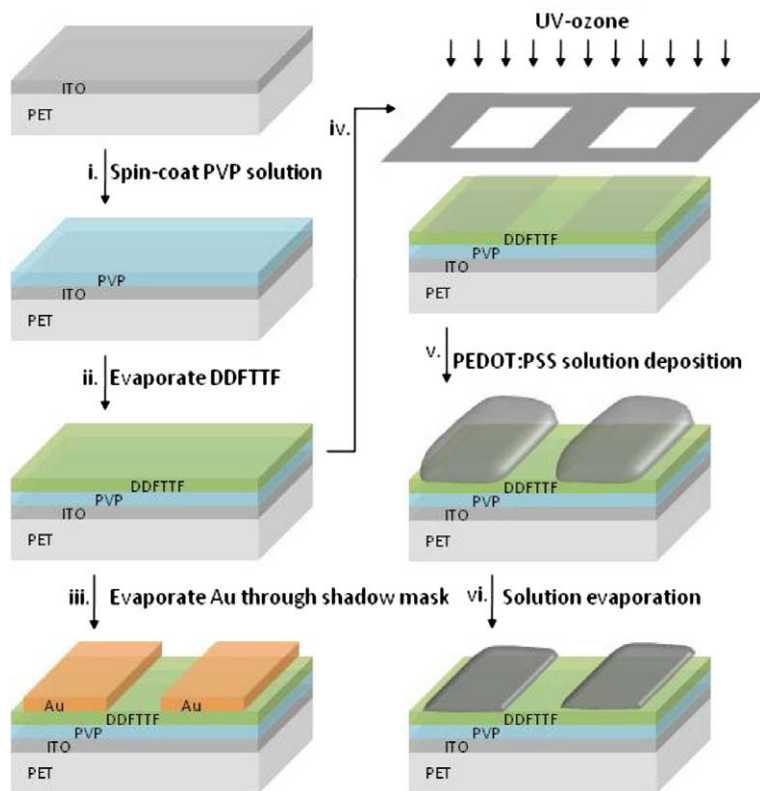 ITO
PET
i. Spin-coat PVP solution
PVP
ITO
PET
ii. Evaporate DDFTTF
DDFTTF
PVP
ITO
PET
iii. Evaporate Au through shadow mask
Au Au
DDFTTF
PVP
ITO
PET
UV-ozone
iv.
DDFTTF
PVP
ITO
PET
v. PEDOT:PSS solution deposition
DDFTTF
PVP
ITO
PET
vi. Solution evaporation
DDFTTF
PVP
ITO
PET